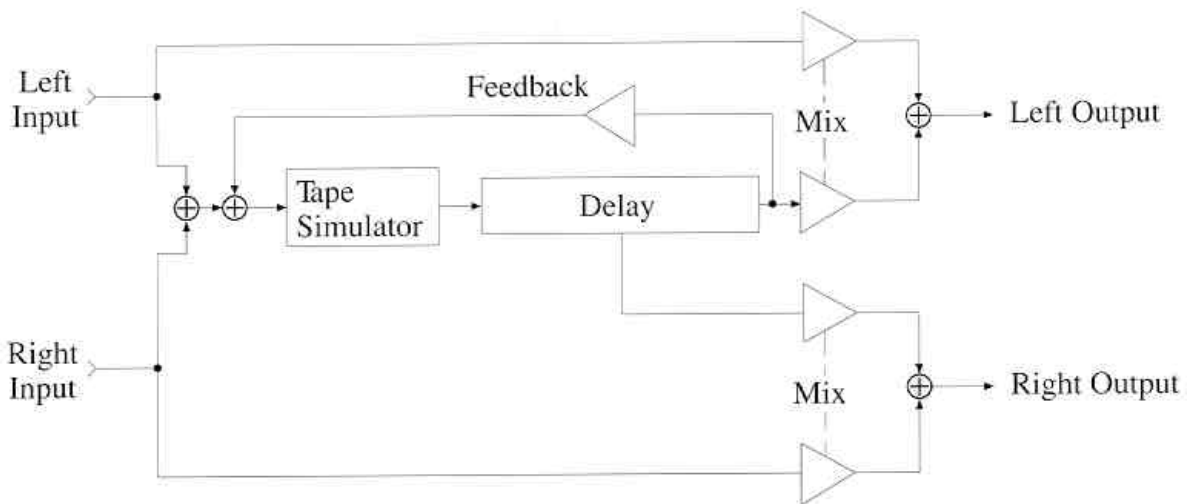 Left
Input
Feedback
Mix
Left Output
Tape
Simulator
Delay
Right
Input
Mix
Right Output